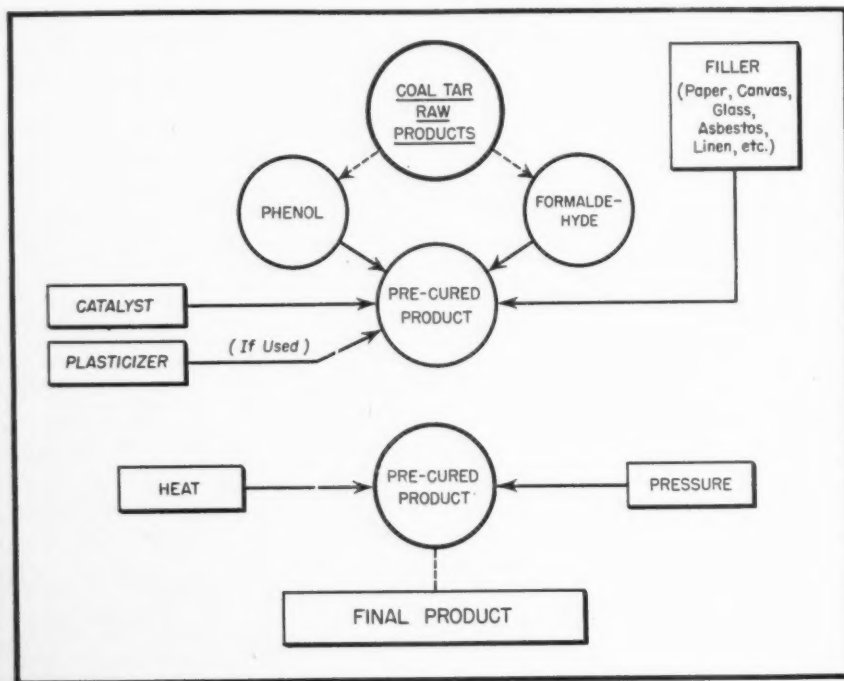 COAL TAR
RAW
PRODUCTS
FILLER
(Paper, Canvas,
Glass,
Asbestos,
Linen, etc.)
PHENOL
FORMALDE-
HYDE
CATALYST
PRE-CURED
PRODUCT
PLASTICIZER
(If Used)
HEAT
PRE-CURED
PRODUCT
PRESSURE
FINAL PRODUCT